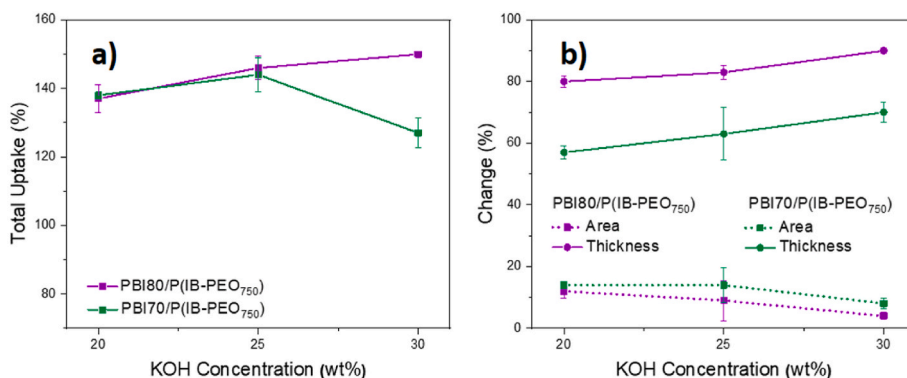 a)
Total Uptake (%)
160
140
120
100
80
PBI80/P(IB-PEO₇₅₀)
PBI70/P(IB-PEO₇₅₀)
20 25 30
KOH Concentration (wt%)
b)
Change (%)
100
80
60
40
20
0
PBI80/P(IB-PEO₇₅₀) PBI70/P(IB-PEO₇₅₀)
Area Area
Thickness Thickness
20 25 30
KOH Concentration (wt%)